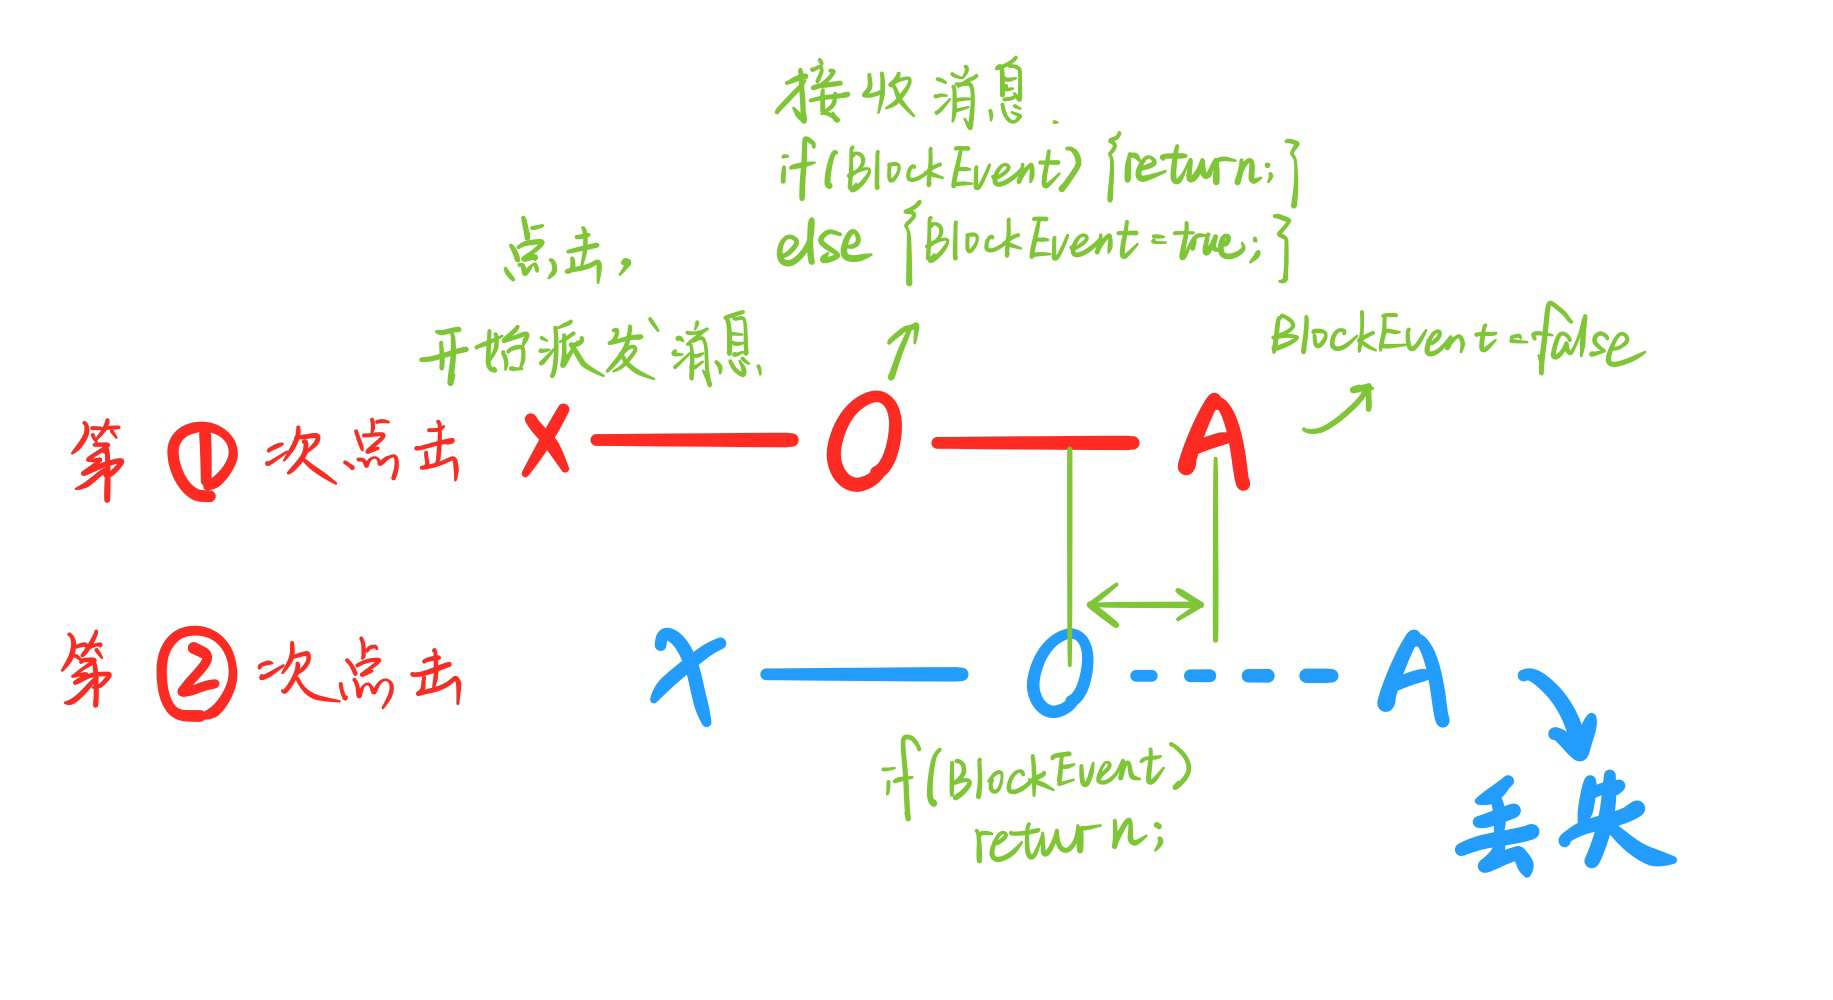 接收消息.
if(BlockEvent) {return;}
else {BlockEvent=true;}
点击,
开始派发消息
BlockEvent=false
第①次点击 X O A
第②次点击 X O A
if(BlockEvent)
return;
丢失